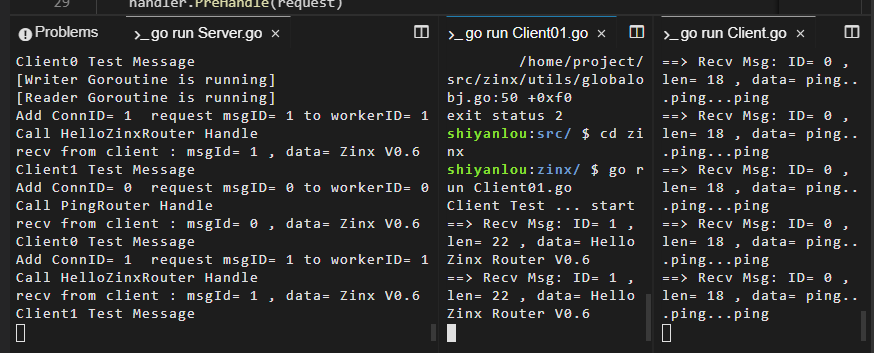 29 handler.PreHandle(request)
Problems
>_ go run Server.go ×
Client0 Test Message
[Writer Goroutine is running]
[Reader Goroutine is running]
Add ConnID= 1  request msgID= 1 to workerID= 1
Call HelloZinxRouter Handle
recv from client : msgId= 1 , data= Zinx V0.6
Client1 Test Message
Add ConnID= 0  request msgID= 0 to workerID= 0
Call PingRouter Handle
recv from client : msgId= 0 , data= Zinx V0.6
Client0 Test Message
Add ConnID= 1  request msgID= 1 to workerID= 1
Call HelloZinxRouter Handle
recv from client : msgId= 1 , data= Zinx V0.6
Client1 Test Message
>_ go run Client01.go ×
/home/project/
src/zinx/utils/globalo
bj.go:50 +0xf0
exit status 2
shiyanlou:src/ $ cd zi
nx
shiyanlou:zinx/ $ go r
un Client01.go
Client Test ... start
==> Recv Msg: ID= 1 ,
len= 22 , data= Hello
Zinx Router V0.6
==> Recv Msg: ID= 1 ,
len= 22 , data= Hello
Zinx Router V0.6
>_ go run Client.go ×
==> Recv Msg: ID= 0 ,
len= 18 , data= ping..
.ping...ping
==> Recv Msg: ID= 0 ,
len= 18 , data= ping..
.ping...ping
==> Recv Msg: ID= 0 ,
len= 18 , data= ping..
.ping...ping
==> Recv Msg: ID= 0 ,
len= 18 , data= ping..
.ping...ping
==> Recv Msg: ID= 0 ,
len= 18 , data= ping..
.ping...ping